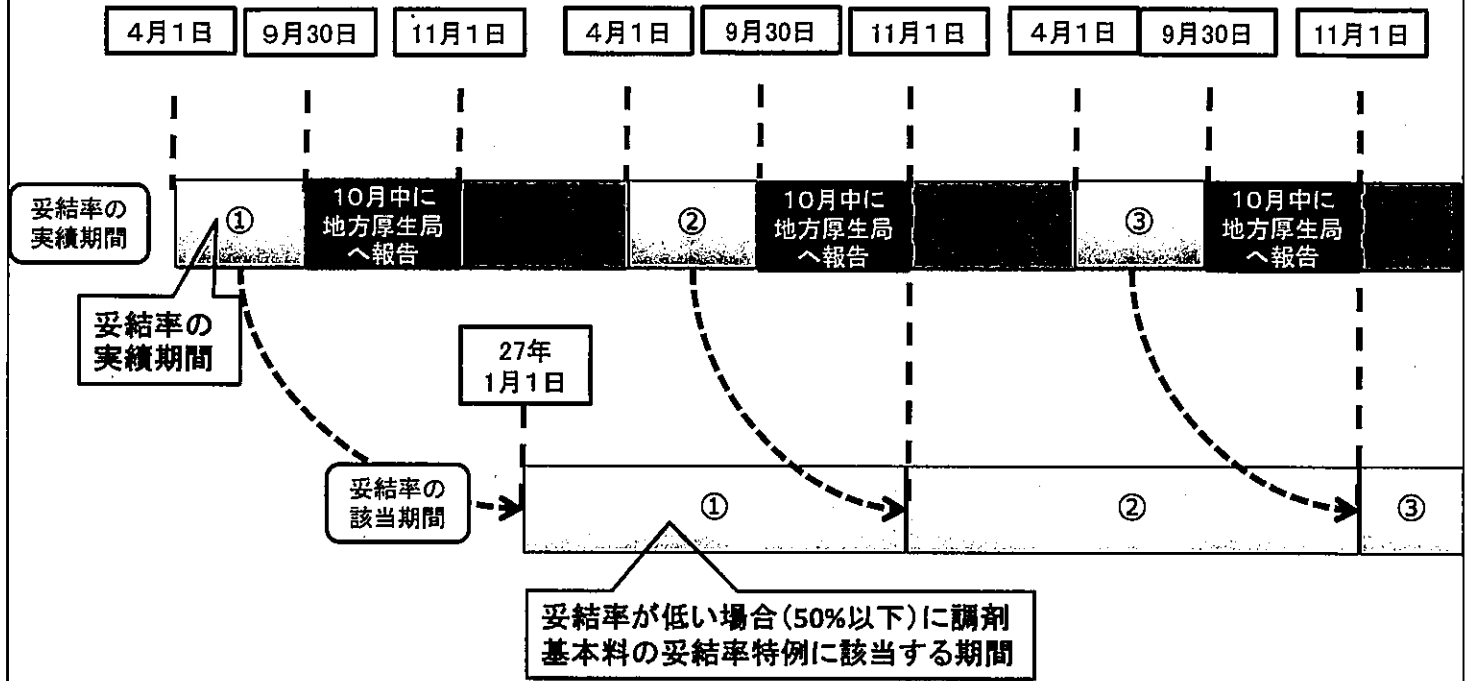 4月1日
9月30日
11月1日
4月1日
9月30日
11月1日
4月1日
9月30日
11月1日
妥結率の
実績期間
①
10月中に
地方厚生局
へ報告
②
10月中に
地方厚生局
へ報告
③
10月中に
地方厚生局
へ報告
妥結率の
実績期間
27年
1月1日
妥結率の
該当期間
①
②
③
妥結率が低い場合(50%以下)に調剤
基本料の妥結率特例に該当する期間